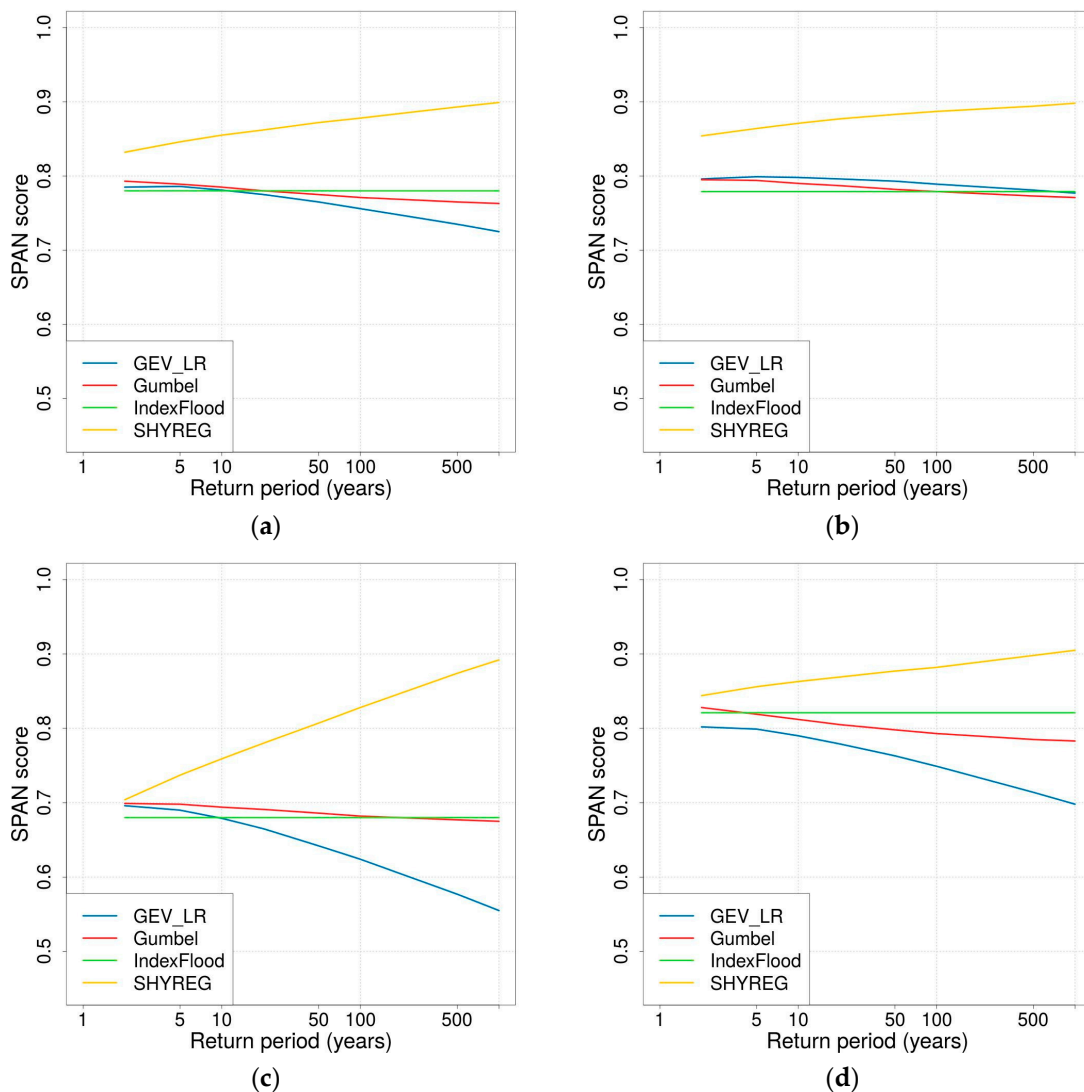 1.0
0.9
0.8
0.7
0.6
0.5
SPAN score
GEV_LR
Gumbel
IndexFlood
SHYREG
1 5 10 50 100 500
Return period (years)
(a)
1.0
0.9
0.8
0.7
0.6
0.5
SPAN score
GEV_LR
Gumbel
IndexFlood
SHYREG
1 5 10 50 100 500
Return period (years)
(b)
1.0
0.9
0.8
0.7
0.6
0.5
SPAN score
GEV_LR
Gumbel
IndexFlood
SHYREG
1 5 10 50 100 500
Return period (years)
(c)
1.0
0.9
0.8
0.7
0.6
0.5
SPAN score
GEV_LR
Gumbel
IndexFlood
SHYREG
1 5 10 50 100 500
Return period (years)
(d)